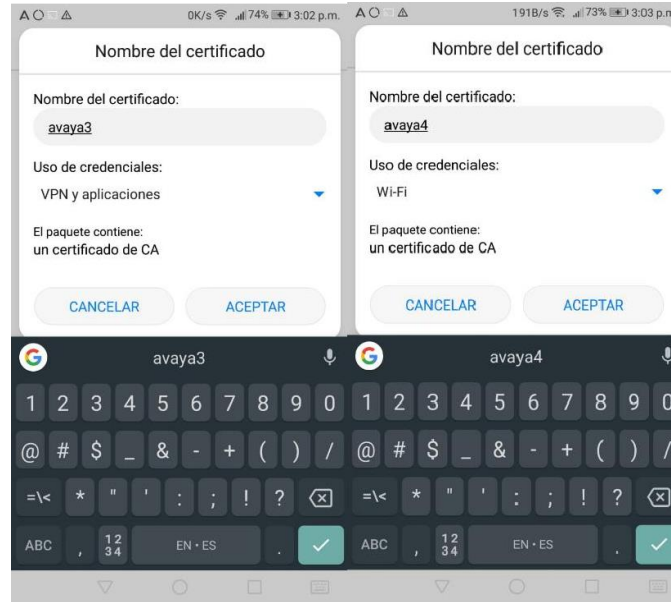 0K/s 74% 3:02 p.m.
Nombre del certificado
Nombre del certificado:
avaya3
Uso de credenciales:
VPN y aplicaciones
El paquete contiene:
un certificado de CA
CANCELAR ACEPTAR
G avaya3
1 2 3 4 5 6 7 8 9 0
@ # $ _ & - + ( ) /
=\< * " ' : ; ! ?
ABC , 12 34 EN • ES .
191B/s 73% 3:03 p.m
Nombre del certificado
Nombre del certificado:
avaya4
Uso de credenciales:
Wi-Fi
El paquete contiene:
un certificado de CA
CANCELAR ACEPTAR
G avaya4
1 2 3 4 5 6 7 8 9 0
@ # $ _ & - + ( ) /
=\< * " ' : ; ! ?
ABC , 12 34 EN • ES .